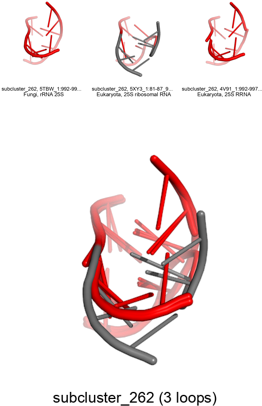 subcluster_262, 5TBW_1:992-99...
Fungi, rRNA 25S
subcluster_262, 5XY3_1:81-87_9...
Eukaryota, 25S ribosomal RNA
subcluster_262, 4V91_1:992-997...
Eukaryota, 25S RRNA
subcluster_262 (3 loops)